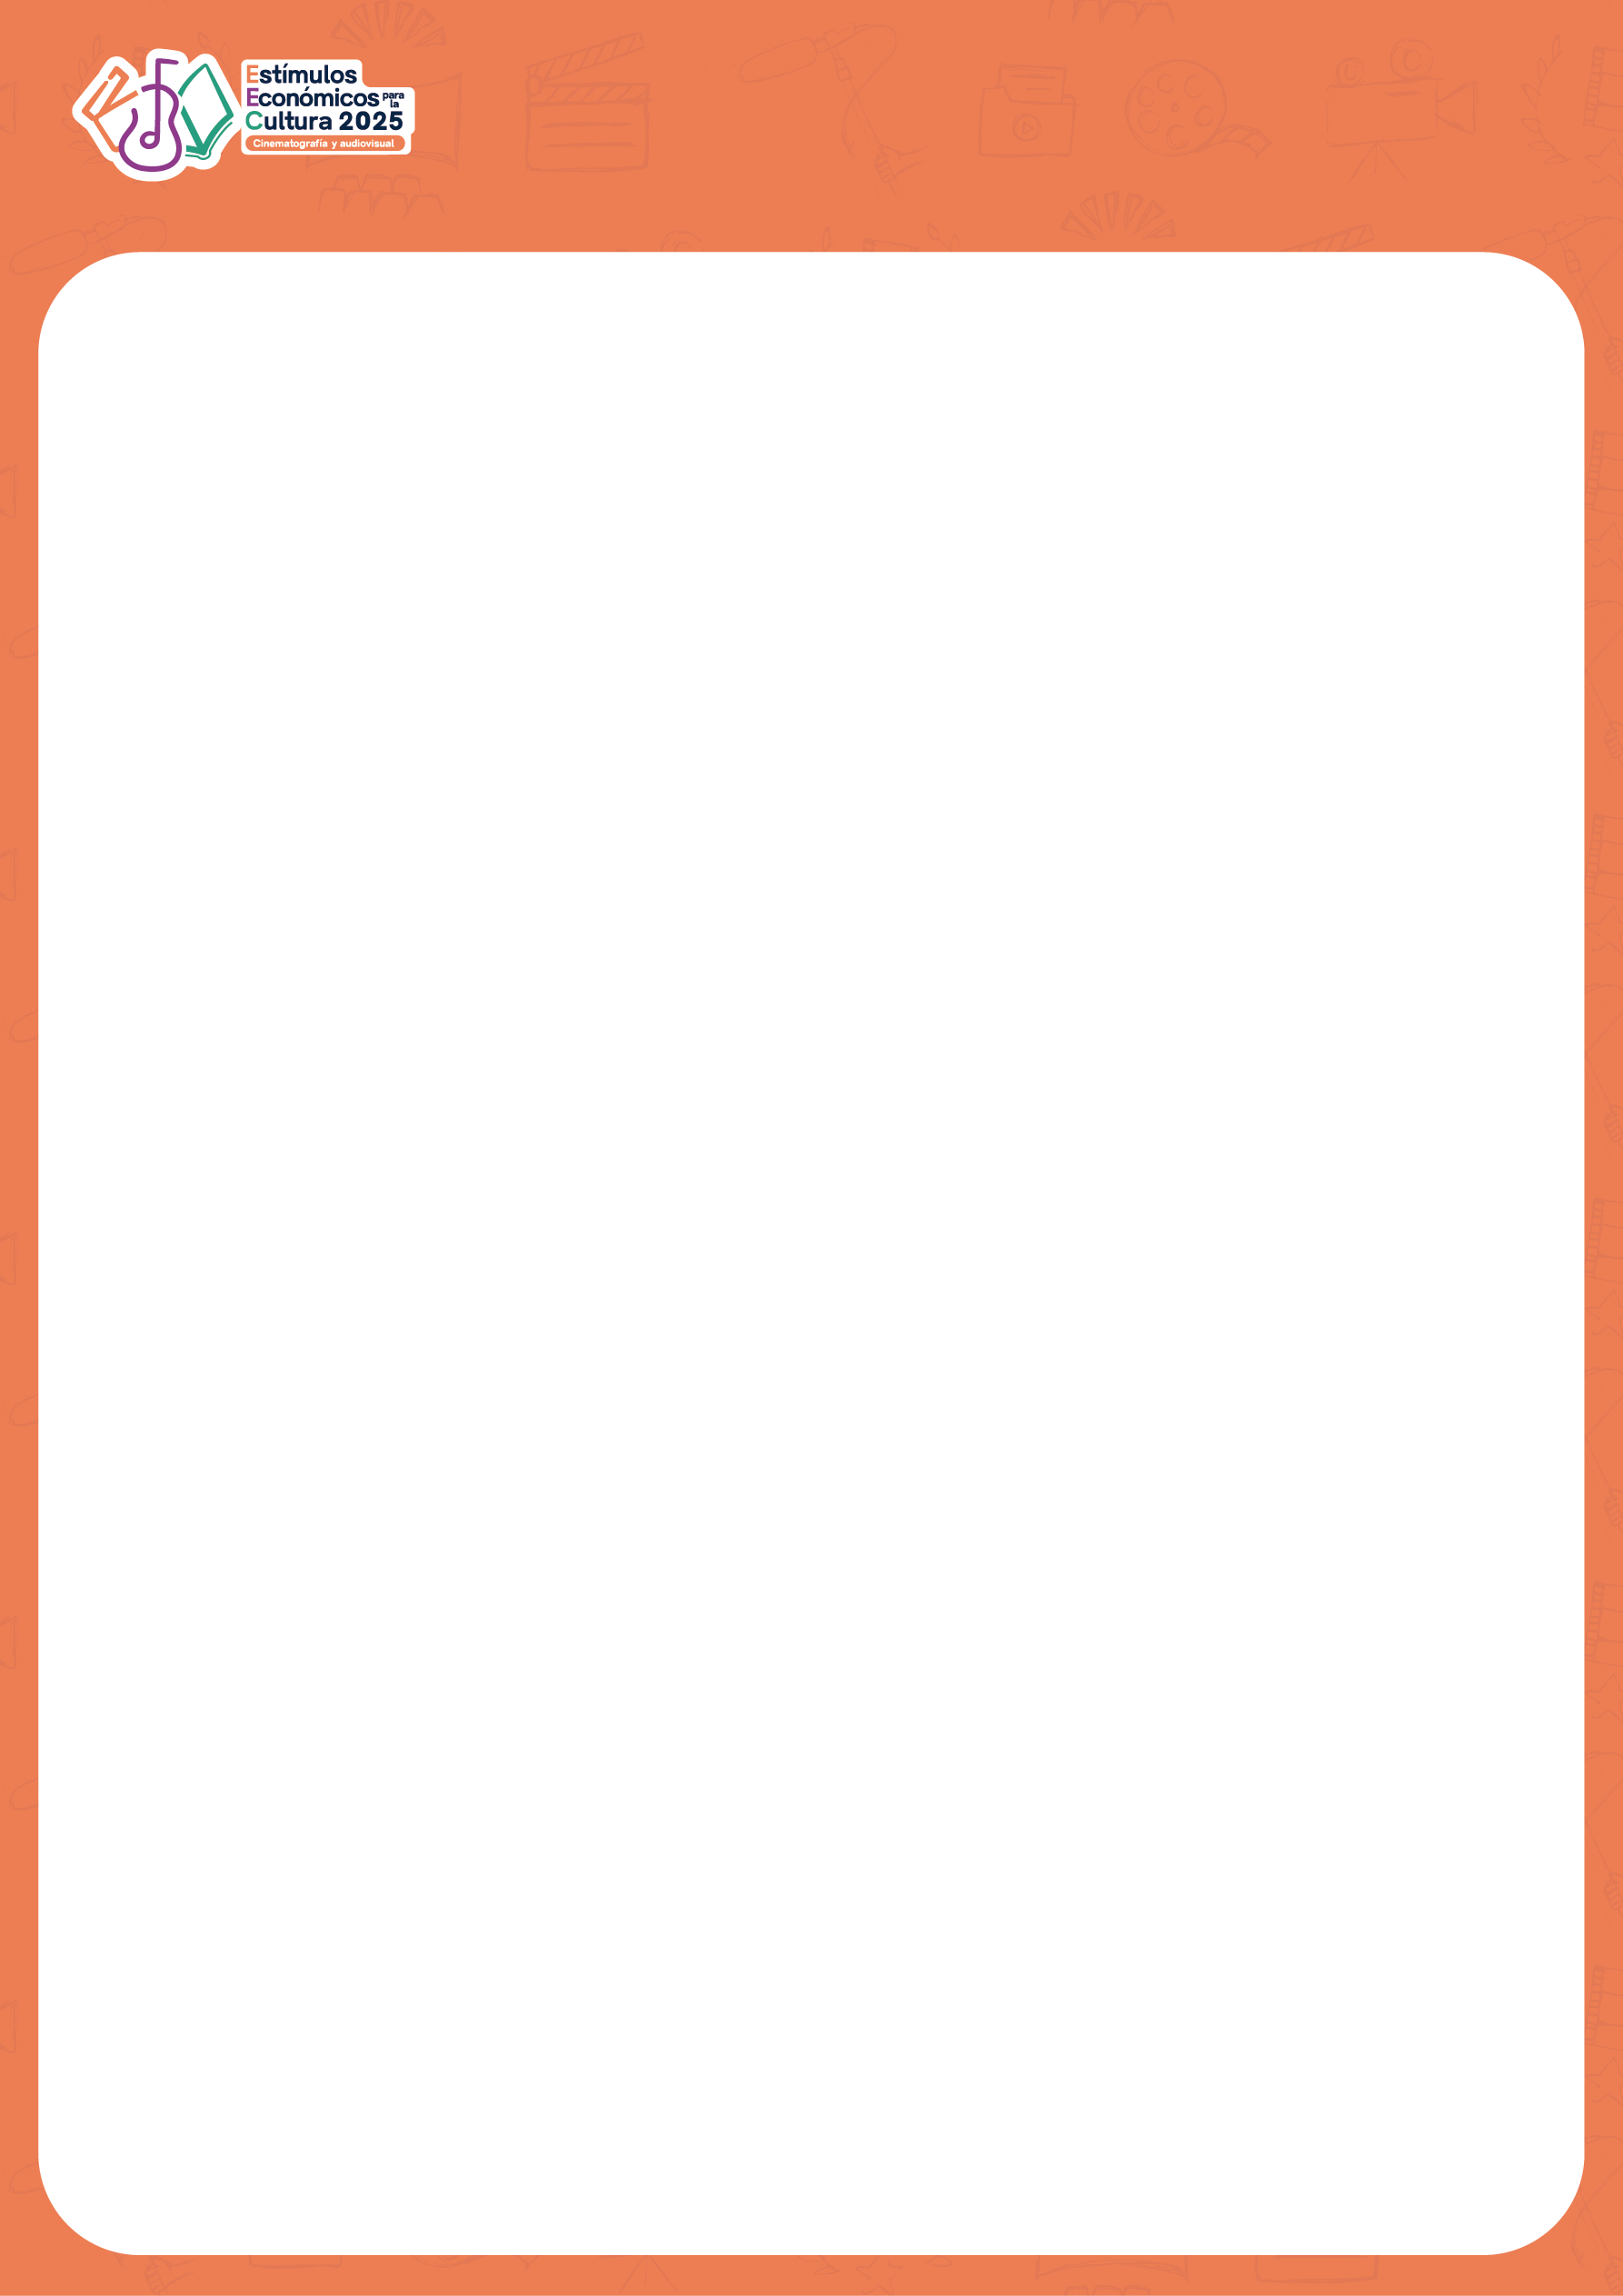 Estímulos
Económicos para la
Cultura 2025
Cinematografía y audiovisual